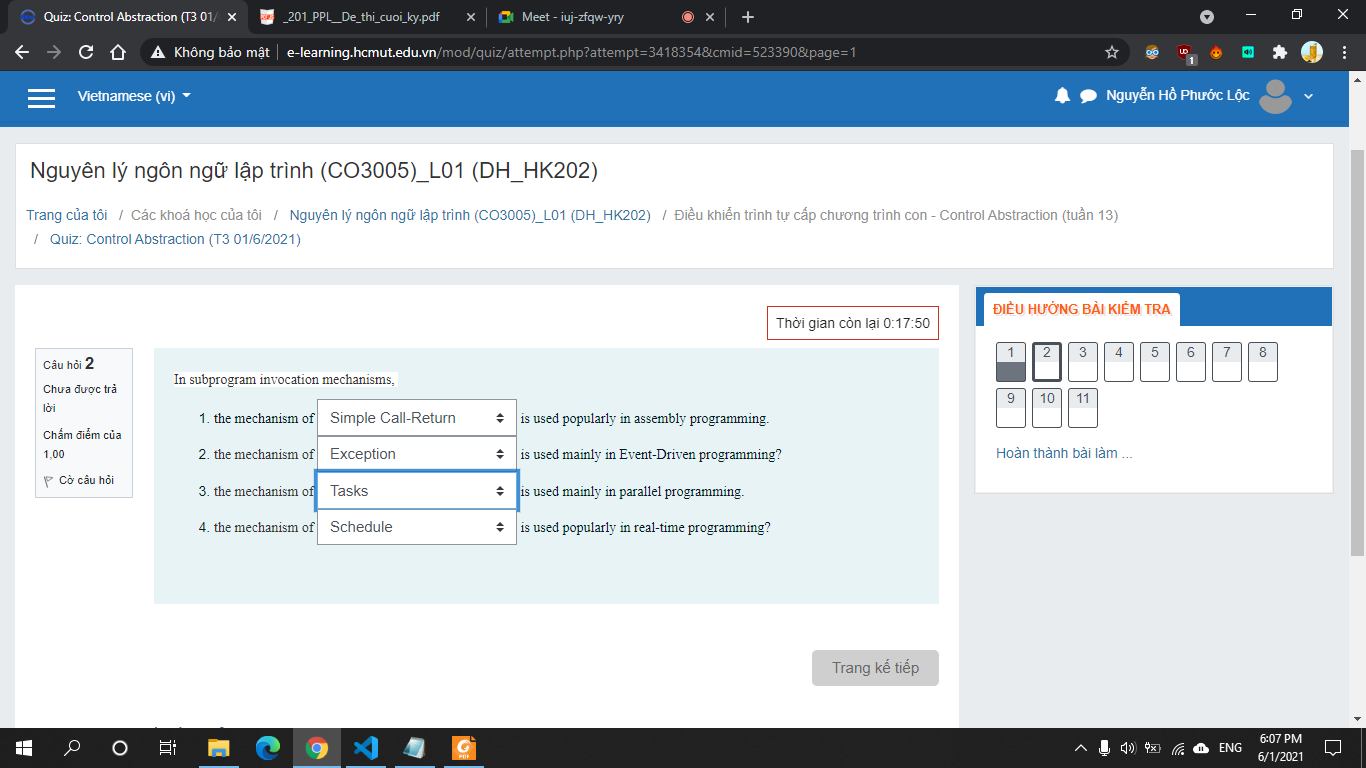 Quiz: Control Abstraction (T3 01/
_201_PPL__De_thi_cuoi_ky.pdf
Meet - iuj-zfqw-yry
Không bảo mật
e-learning.hcmut.edu.vn/mod/quiz/attempt.php?attempt=3418354&cmid=523390&page=1
1
Vietnamese (vi)
Nguyễn Hồ Phước Lộc
Nguyên lý ngôn ngữ lập trình (CO3005)_L01 (DH_HK202)
Trang của tôi / Các khoá học của tôi / Nguyên lý ngôn ngữ lập trình (CO3005)_L01 (DH_HK202) / Điều khiển trình tự cấp chương trình con - Control Abstraction (tuần 13)
/ Quiz: Control Abstraction (T3 01/6/2021)
Thời gian còn lại 0:17:50
Câu hỏi 2
Chưa được trả
lời
Chấm điểm của
1,00
Cờ câu hỏi
In subprogram invocation mechanisms,
1. the mechanism of Simple Call-Return is used popularly in assembly programming.
2. the mechanism of Exception is used mainly in Event-Driven programming?
3. the mechanism of Tasks is used mainly in parallel programming.
4. the mechanism of Schedule is used popularly in real-time programming?
Trang kế tiếp
ĐIỀU HƯỚNG BÀI KIỂM TRA
1 2 3 4 5 6 7 8
9 10 11
Hoàn thành bài làm ...
ENG
6:07 PM
6/1/2021